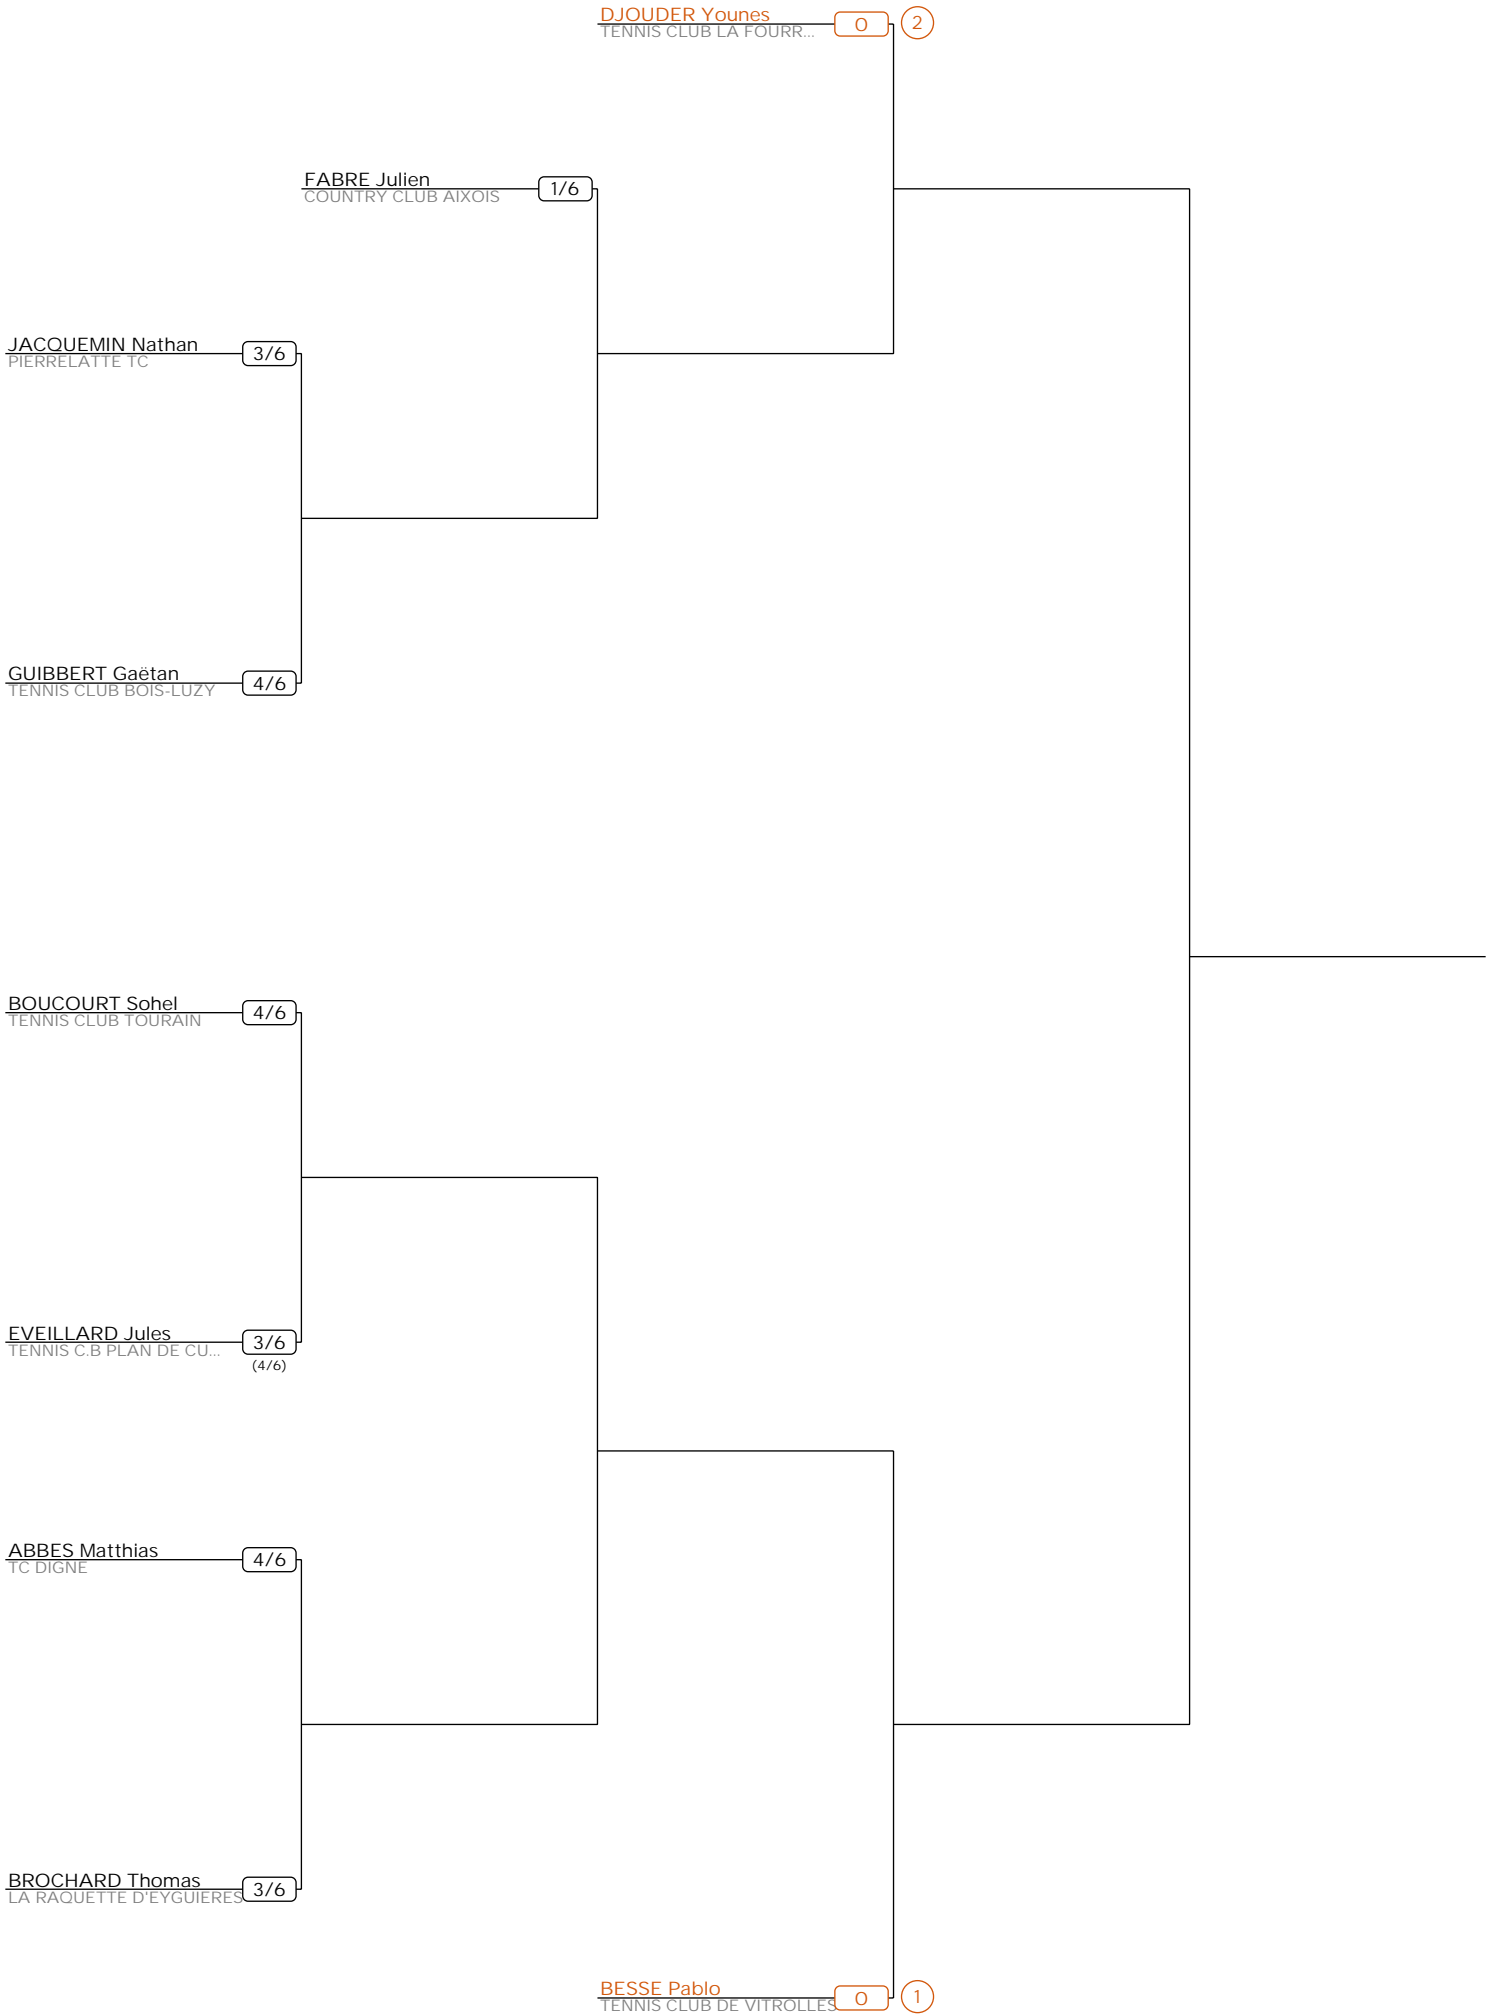 DJOUDER Younes
TENNIS CLUB LA FOURR...
0
2
FABRE Julien
COUNTRY CLUB AIXOIS
1/6
JACQUEMIN Nathan
PIERRELATTE TC
3/6
GUIBBERT Gaëtan
TENNIS CLUB BOIS-LUZY
4/6
BOUCOURT Sohel
TENNIS CLUB TOURAIN
4/6
EVEILLARD Jules
TENNIS C.B PLAN DE CU...
3/6
(4/6)
ABBES Matthias
TC DIGNE
4/6
BROCHARD Thomas
LA RAQUETTE D'EYGUIERES
3/6
BESSE Pablo
TENNIS CLUB DE VITROLLES
0
1